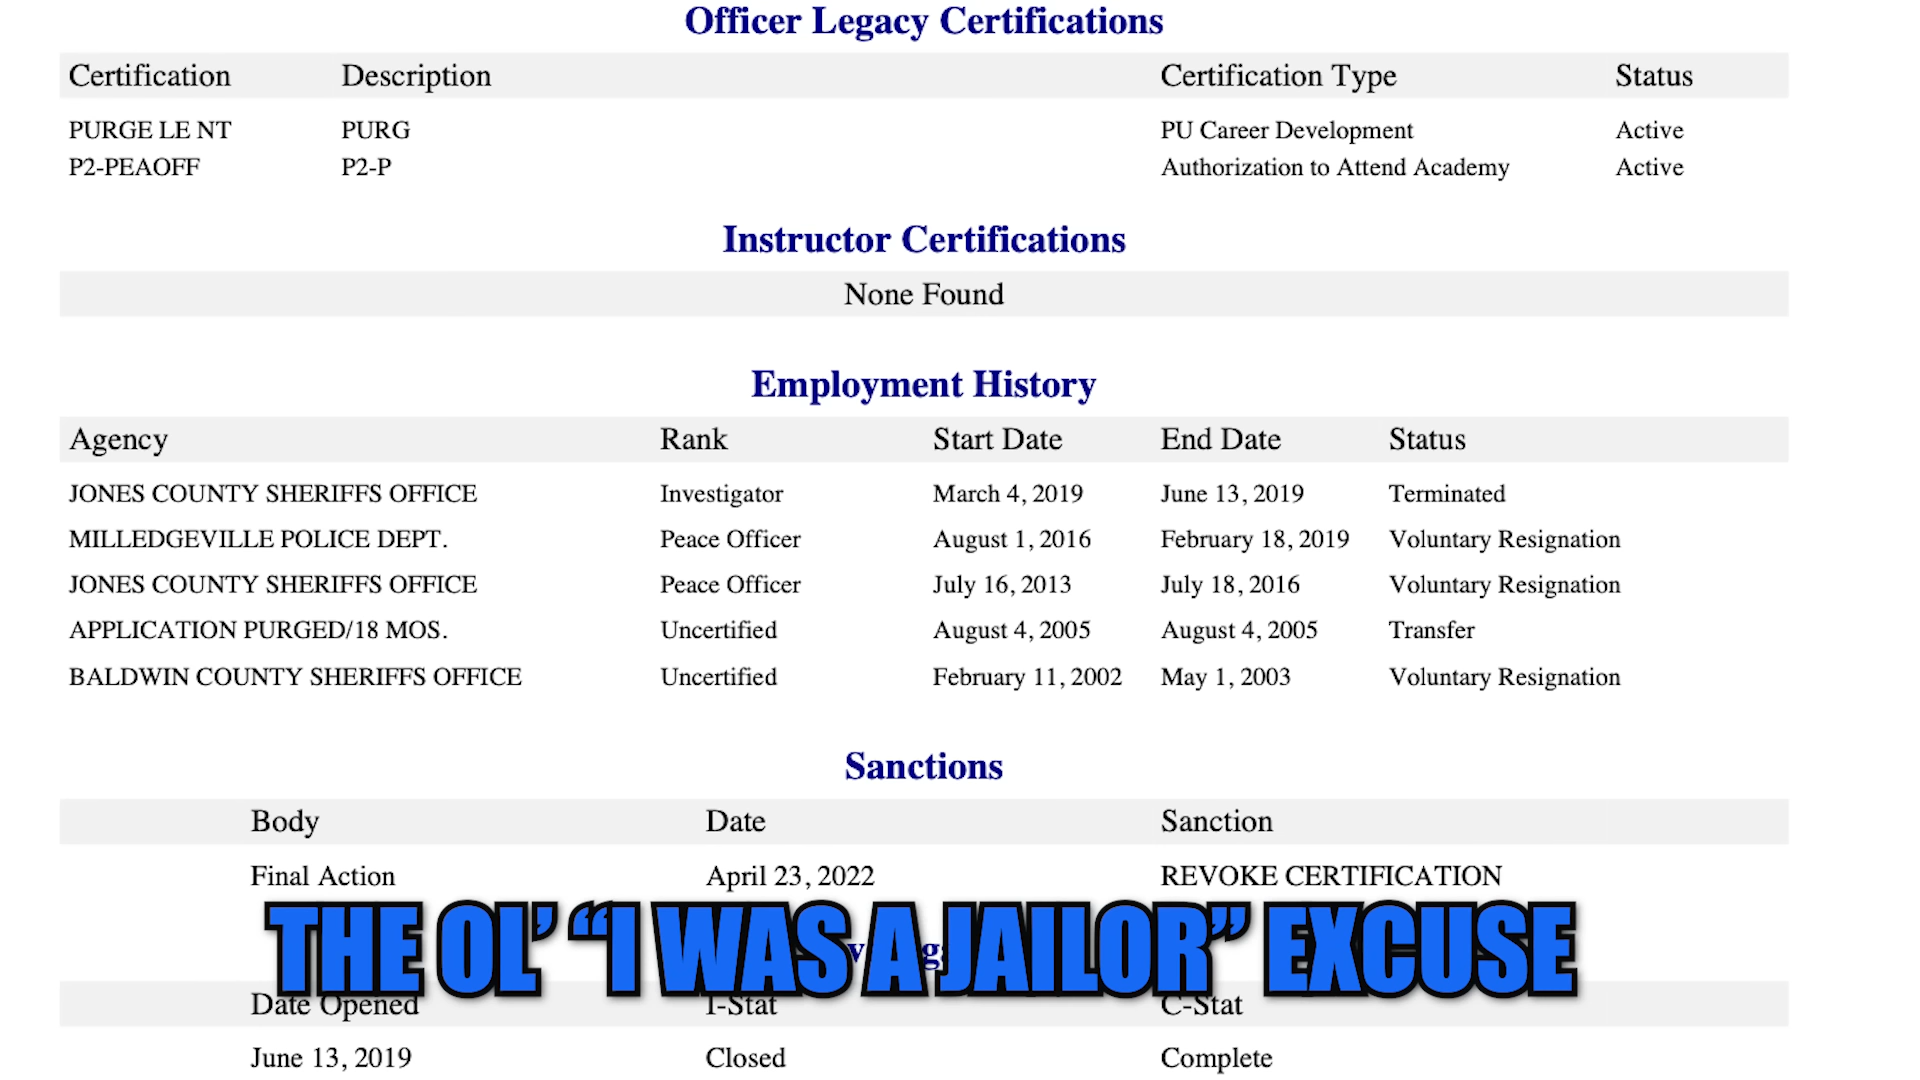 Officer Legacy Certifications
Certification Description Certification Type Status
PURGE LE NT PURG PU Career Development Active
P2-PEAOFF P2-P Authorization to Attend Academy Active
Instructor Certifications
None Found
Employment History
Agency Rank Start Date End Date Status
JONES COUNTY SHERIFFS OFFICE Investigator March 4, 2019 June 13, 2019 Terminated
MILLEDGEVILLE POLICE DEPT. Peace Officer August 1, 2016 February 18, 2019 Voluntary Resignation
JONES COUNTY SHERIFFS OFFICE Peace Officer July 16, 2013 July 18, 2016 Voluntary Resignation
APPLICATION PURGED/18 MOS. Uncertified August 4, 2005 August 4, 2005 Transfer
BALDWIN COUNTY SHERIFFS OFFICE Uncertified February 11, 2002 May 1, 2003 Voluntary Resignation
Sanctions
Body Date Sanction
Final Action April 23, 2022 REVOKE CERTIFICATION
THE OL’ “I WAS A JAILOR” EXCUSE
Date Opened I-Stat C-Stat
June 13, 2019 Closed Complete